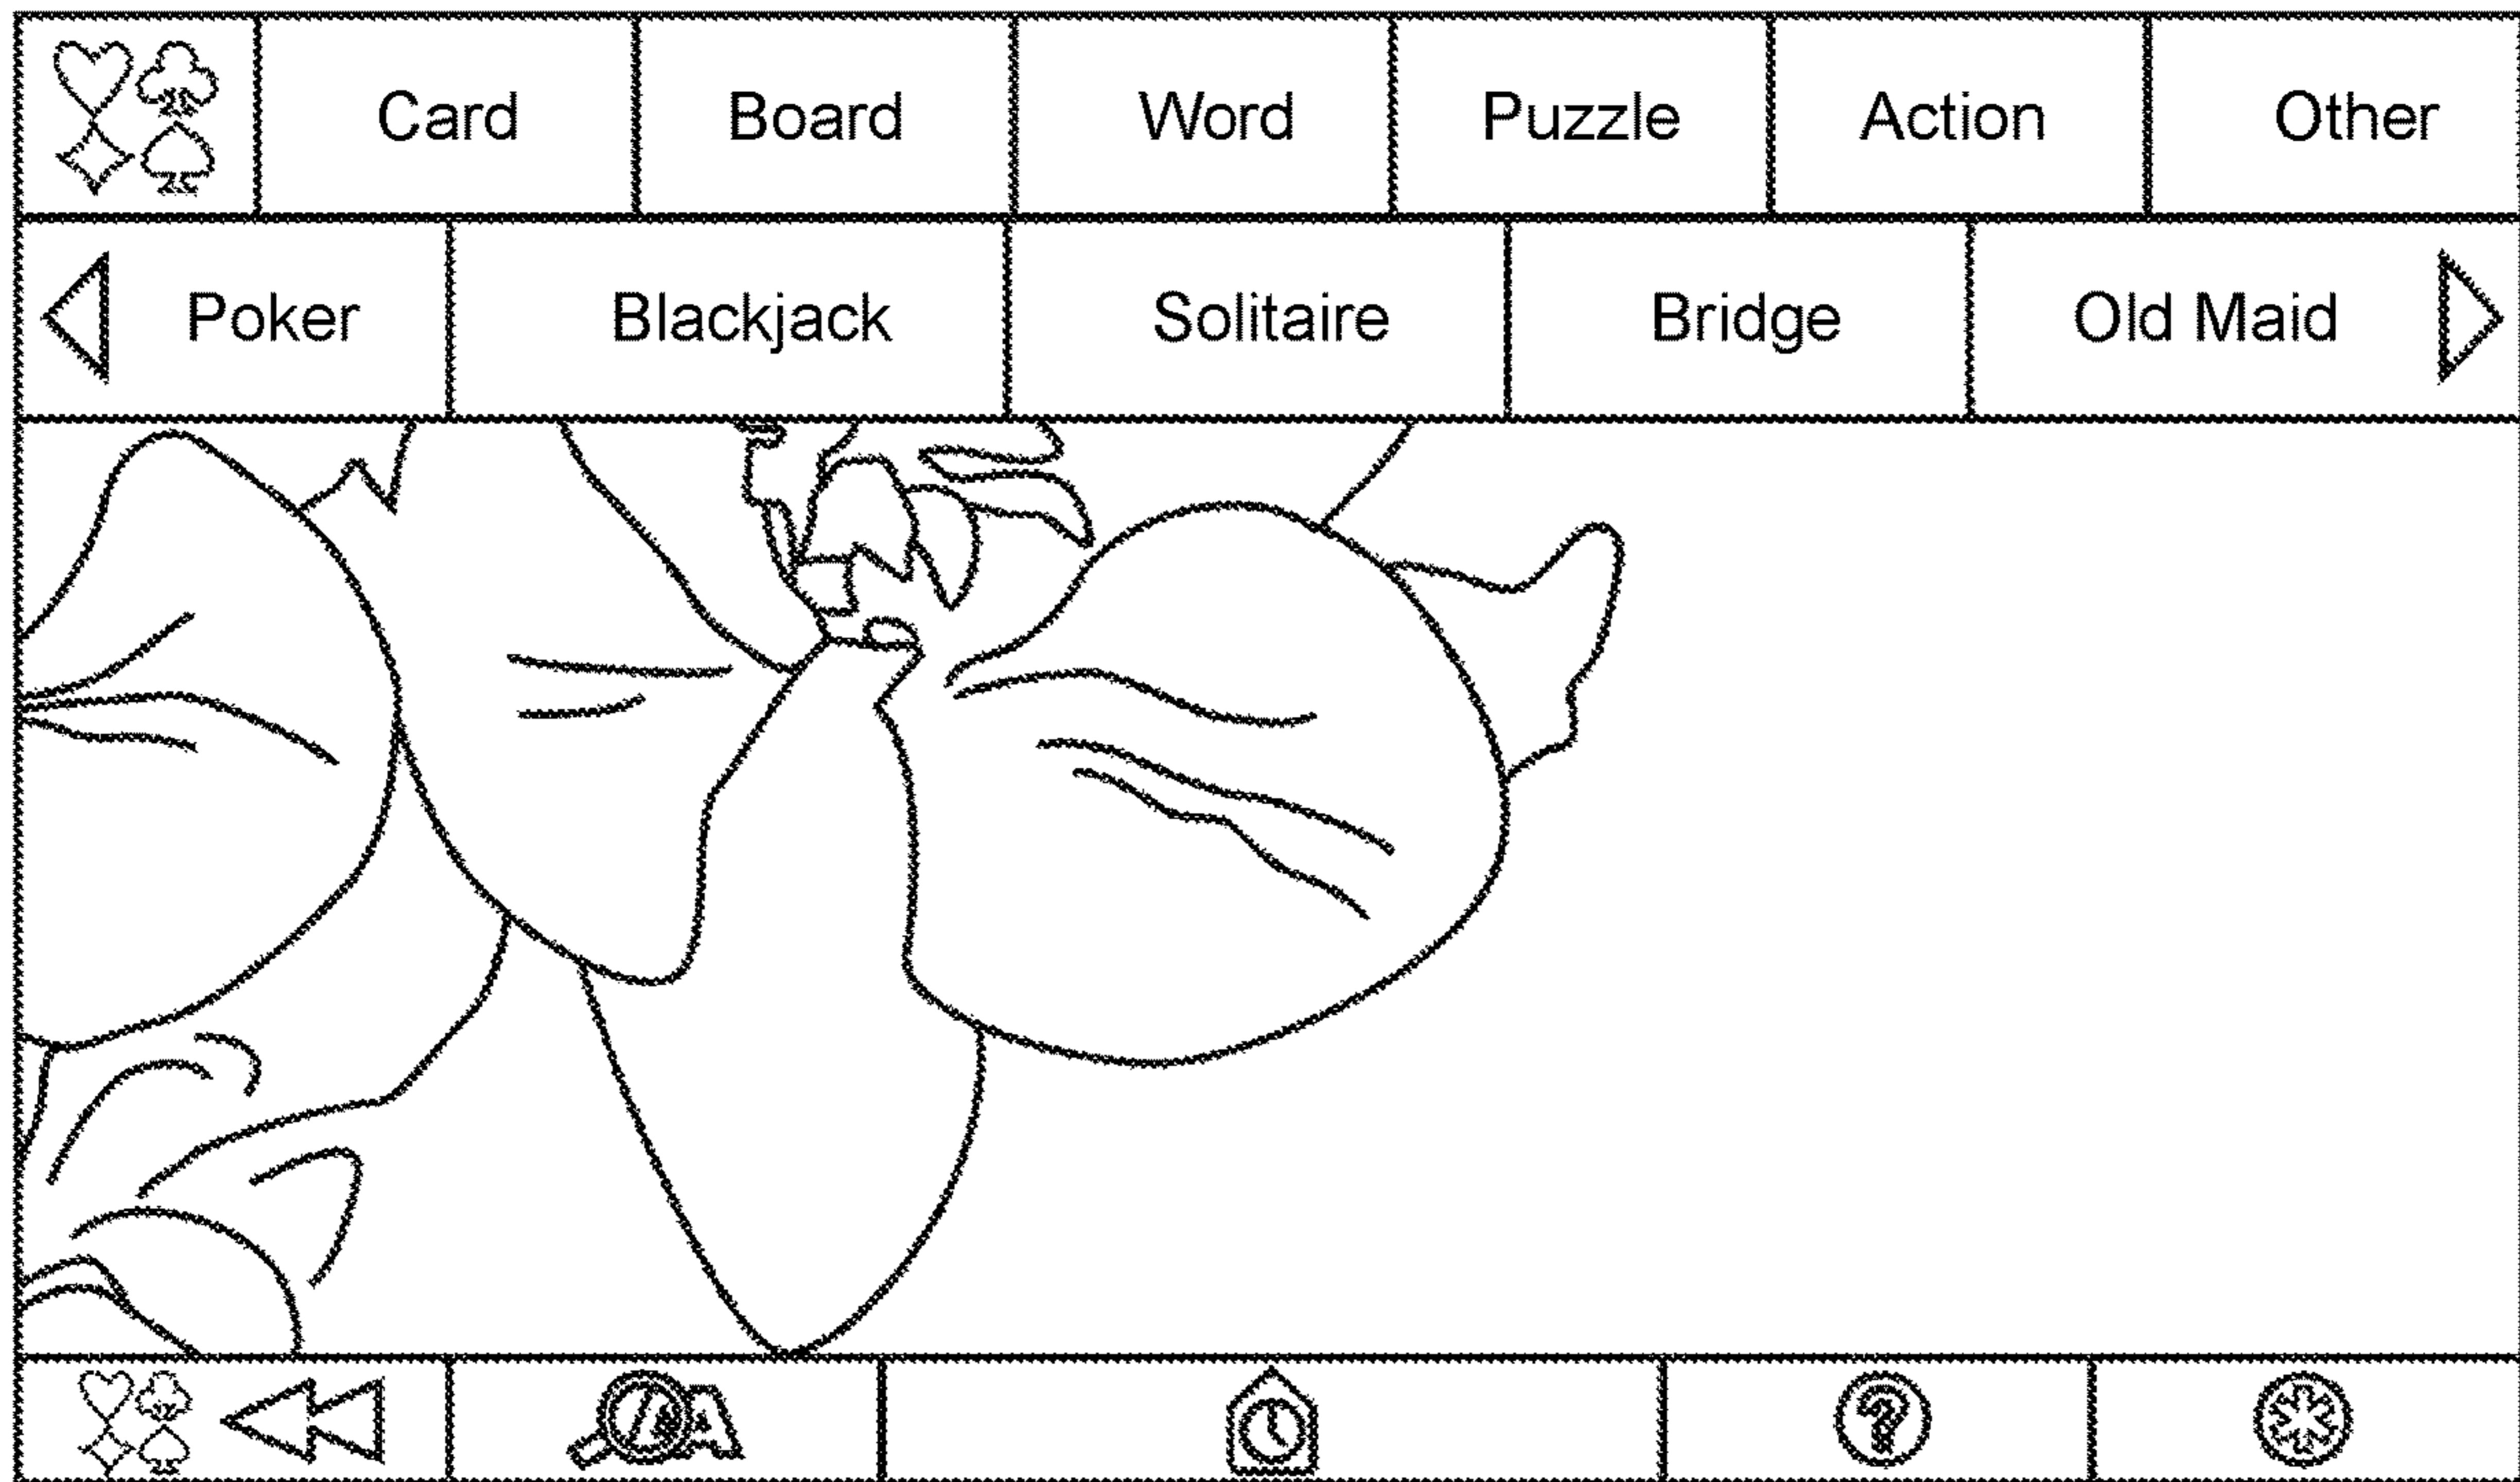 Card Board Word Puzzle Action Other
Poker Blackjack Solitaire Bridge Old Maid
A
?